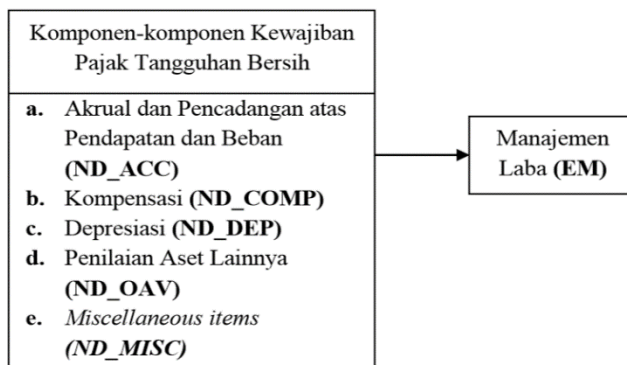 Komponen-komponen Kewajiban
Pajak Tangguhan Bersih
a. Akrual dan Pencadangan atas
Pendapatan dan Beban
(ND_ACC)
b. Kompensasi (ND_COMP)
c. Depresiasi (ND_DEP)
d. Penilaian Aset Lainnya
(ND_OAV)
e. Miscellaneous items
(ND_MISC)
Manajemen
Laba (EM)